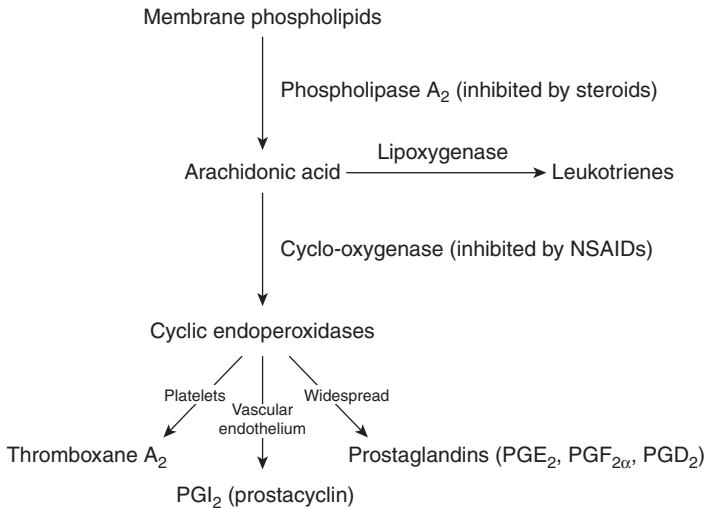 Membrane phospholipids
Phospholipase A₂ (inhibited by steroids)
Lipoxygenase
Arachidonic acid
Leukotrienes
Cyclo-oxygenase (inhibited by NSAIDs)
Cyclic endoperoxidases
Platelets
Vascular
endothelium
Widespread
Thromboxane A₂
Prostaglandins (PGE₂, PGF₂α, PGD₂)
PGI₂ (prostacyclin)